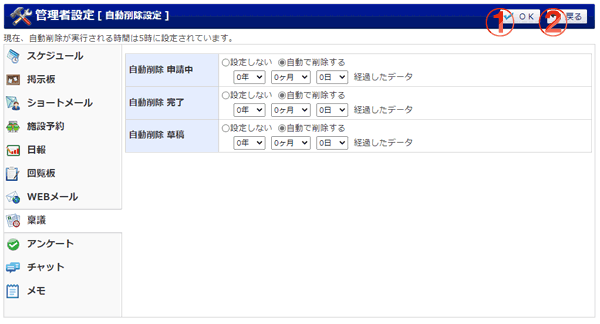 管理者設定 [ 自動削除設定 ]
① ＯＫ ② 戻る
現在、自動削除が実行される時間は5時に設定されています。
スケジュール
掲示板
ショートメール
施設予約
日報
回覧板
WEBメール
稟議
アンケート
チャット
メモ
自動削除 申請中
設定しない 自動で削除する
0年 0ヶ月 0日 経過したデータ
自動削除 完了
設定しない 自動で削除する
0年 0ヶ月 0日 経過したデータ
自動削除 草稿
設定しない 自動で削除する
0年 0ヶ月 0日 経過したデータ